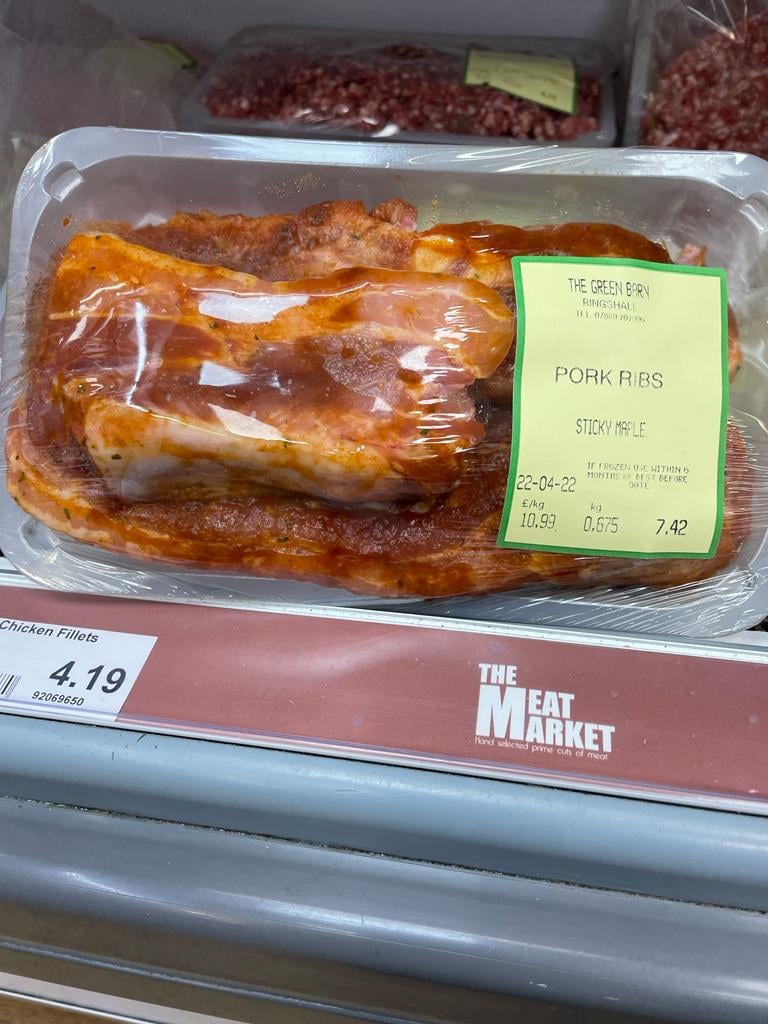 THE GREEN BARN
RINGSHALL
PORK RIBS
STICKY MAPLE
IF FROZEN USE WITHIN 6
MONTHS OF BEST BEFORE
DATE
22-04-22
£/kg kg
10.99 0.675 7.42
Chicken Fillets
4.19
92069650
THE
MEAT
MARKET
Hand selected prime cuts of meat